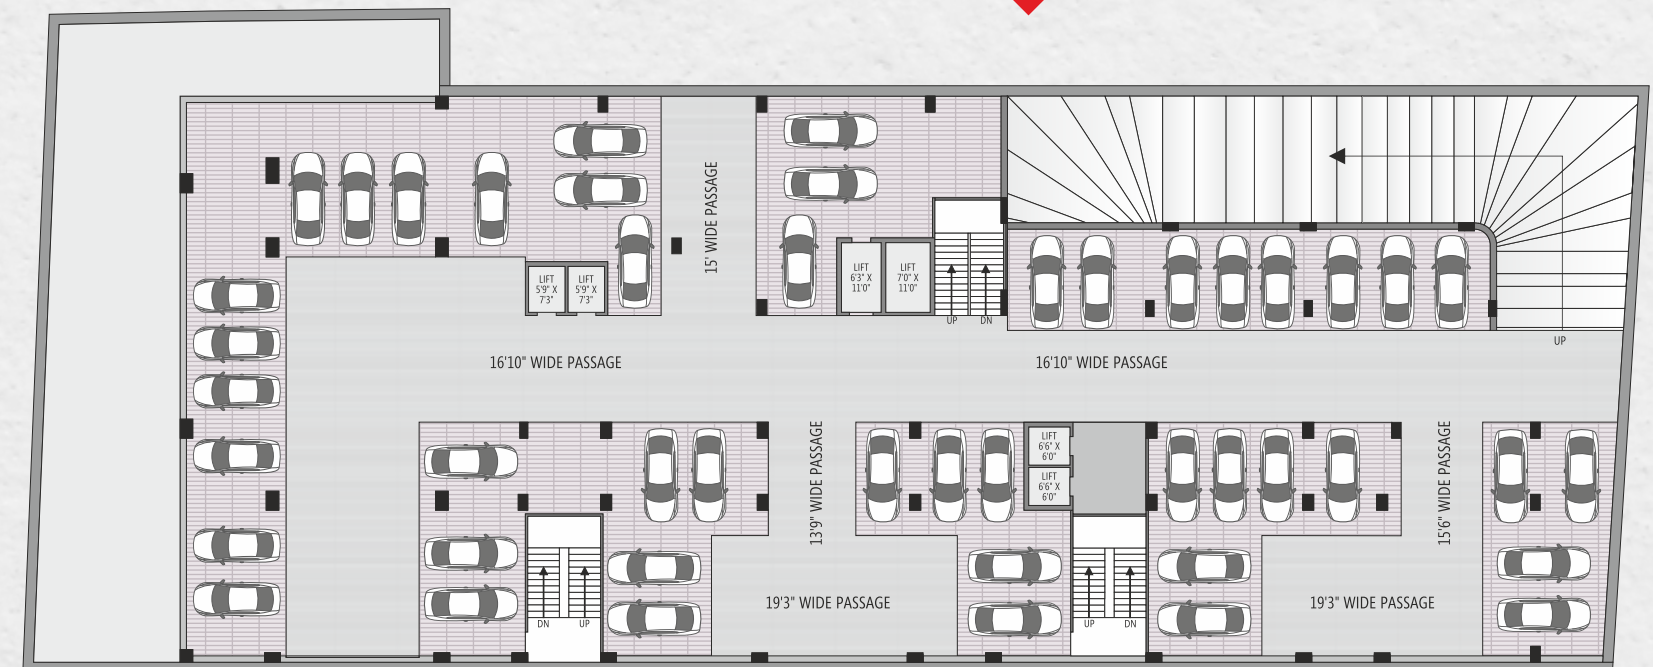 15' WIDE PASSAGE
LIFT
5'9" X
7'3"
LIFT
5'9" X
7'3"
LIFT
6'3" X
11'0"
LIFT
7'0" X
11'0"
UP
DN
UP
16'10" WIDE PASSAGE
16'10" WIDE PASSAGE
13'9" WIDE PASSAGE
LIFT
6'6" X
6'0"
LIFT
6'6" X
6'0"
15'6" WIDE PASSAGE
19'3" WIDE PASSAGE
19'3" WIDE PASSAGE
DN
UP
UP
DN